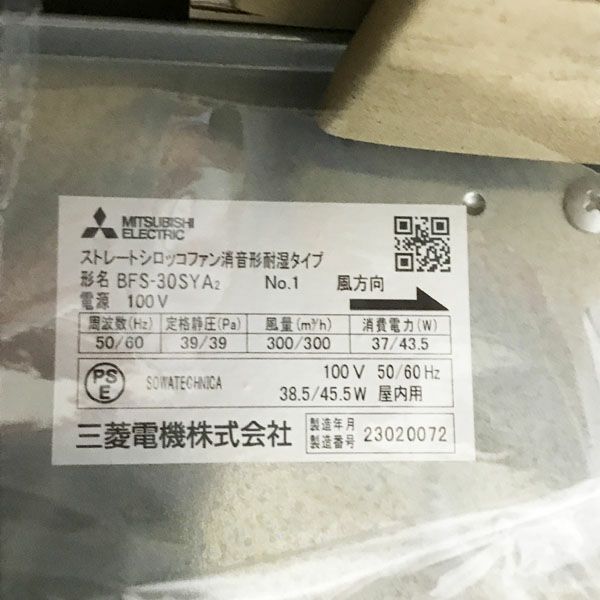 MITSUBISHI
ELECTRIC
ストレートシロッコファン消音形耐湿タイプ
形名 BFS-30SYA₂ No.1 風方向
電源 100V
周波数(Hz) 定格静圧(Pa) 風量(m³/h) 消費電力(W)
50/60 39/39 300/300 37/43.5
PS
E
SOWATECHNICA
100V 50/60Hz
38.5/45.5W 屋内用
三菱電機株式会社
製造年月
製造番号 23020072